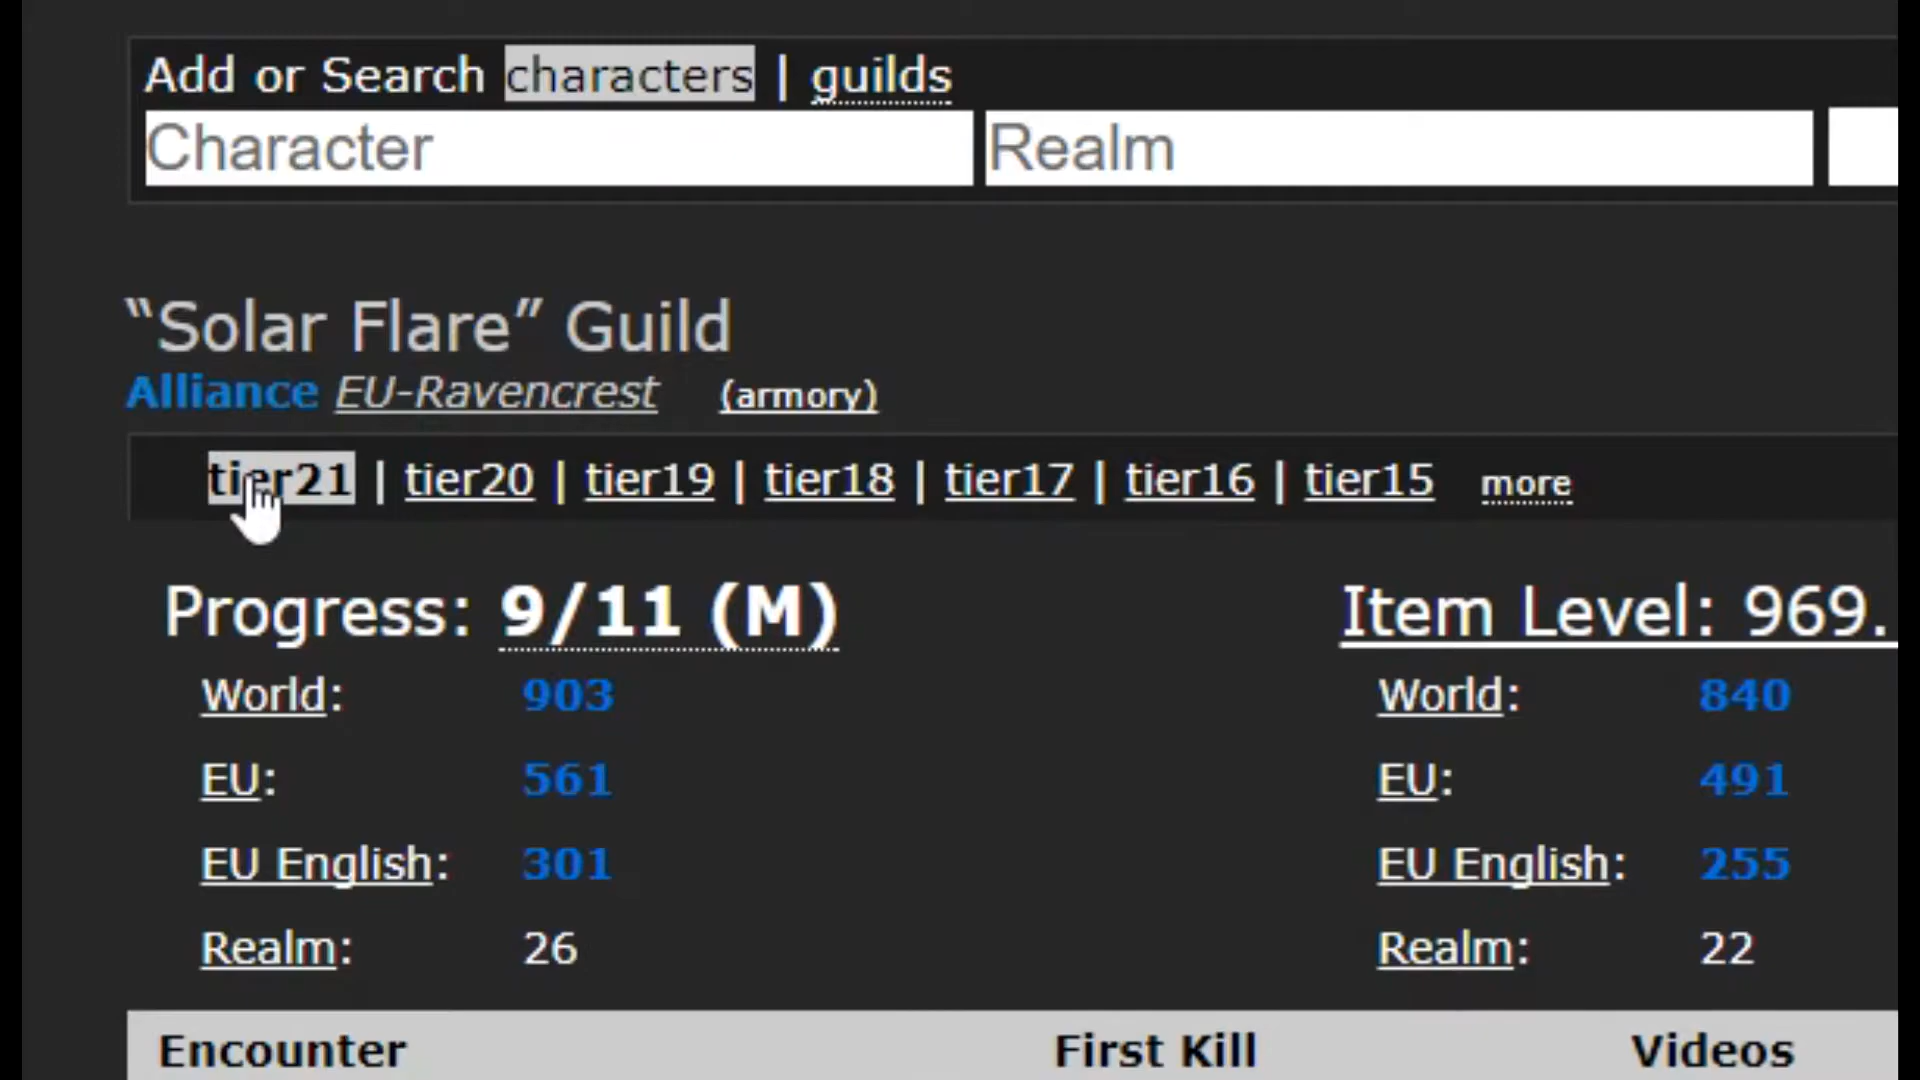 Add or Search characters | guilds
Character Realm
“Solar Flare” Guild
Alliance EU-Ravencrest (armory)
tier21 | tier20 | tier19 | tier18 | tier17 | tier16 | tier15 more
Progress: 9/11 (M) Item Level: 969.
World: 903 World: 840
EU: 561 EU: 491
EU English: 301 EU English: 255
Realm: 26 Realm: 22
Encounter First Kill Videos